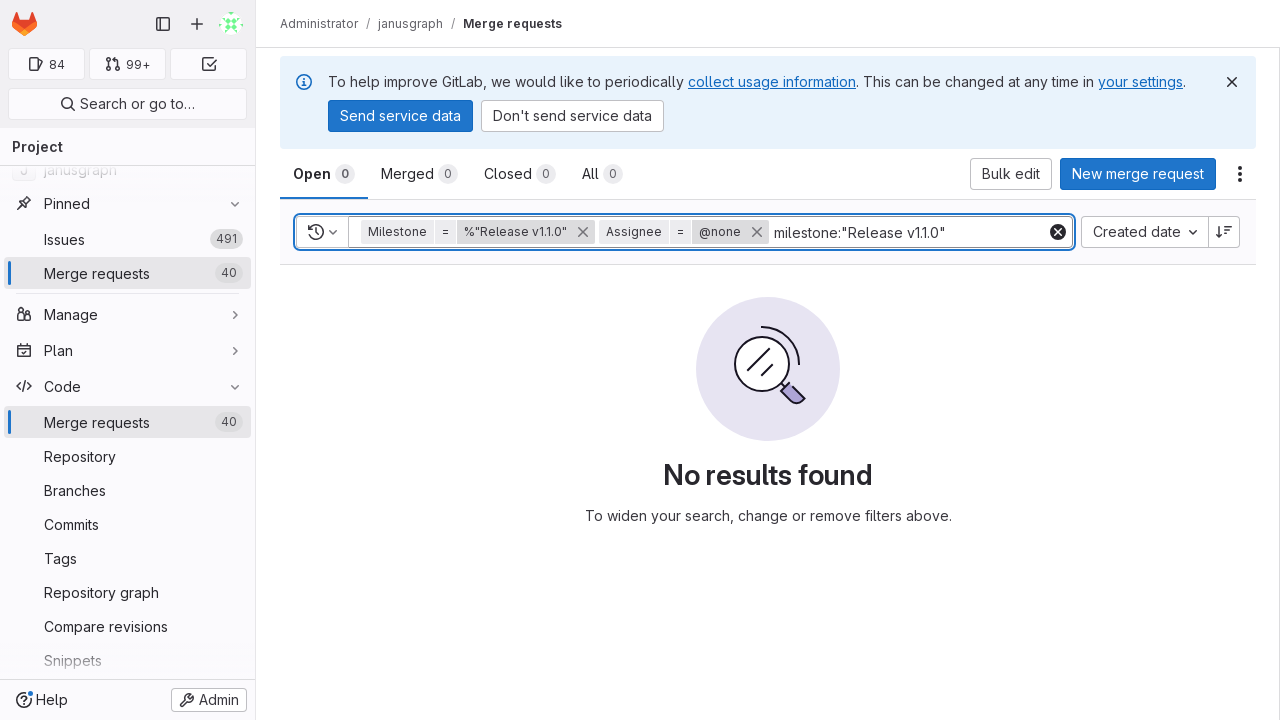 Administrator / janusgraph / Merge requests
84
99+
Search or go to…
Project
janusgraph
Pinned
Issues 491
Merge requests 40
Manage
Plan
Code
Merge requests 40
Repository
Branches
Commits
Tags
Repository graph
Compare revisions
Snippets
Help
Admin
To help improve GitLab, we would like to periodically collect usage information. This can be changed at any time in your settings.
Send service data
Don't send service data
Open 0
Merged 0
Closed 0
All 0
Bulk edit
New merge request
Milestone = %"Release v1.1.0" Assignee = @none milestone:"Release v1.1.0"
Created date
No results found
To widen your search, change or remove filters above.